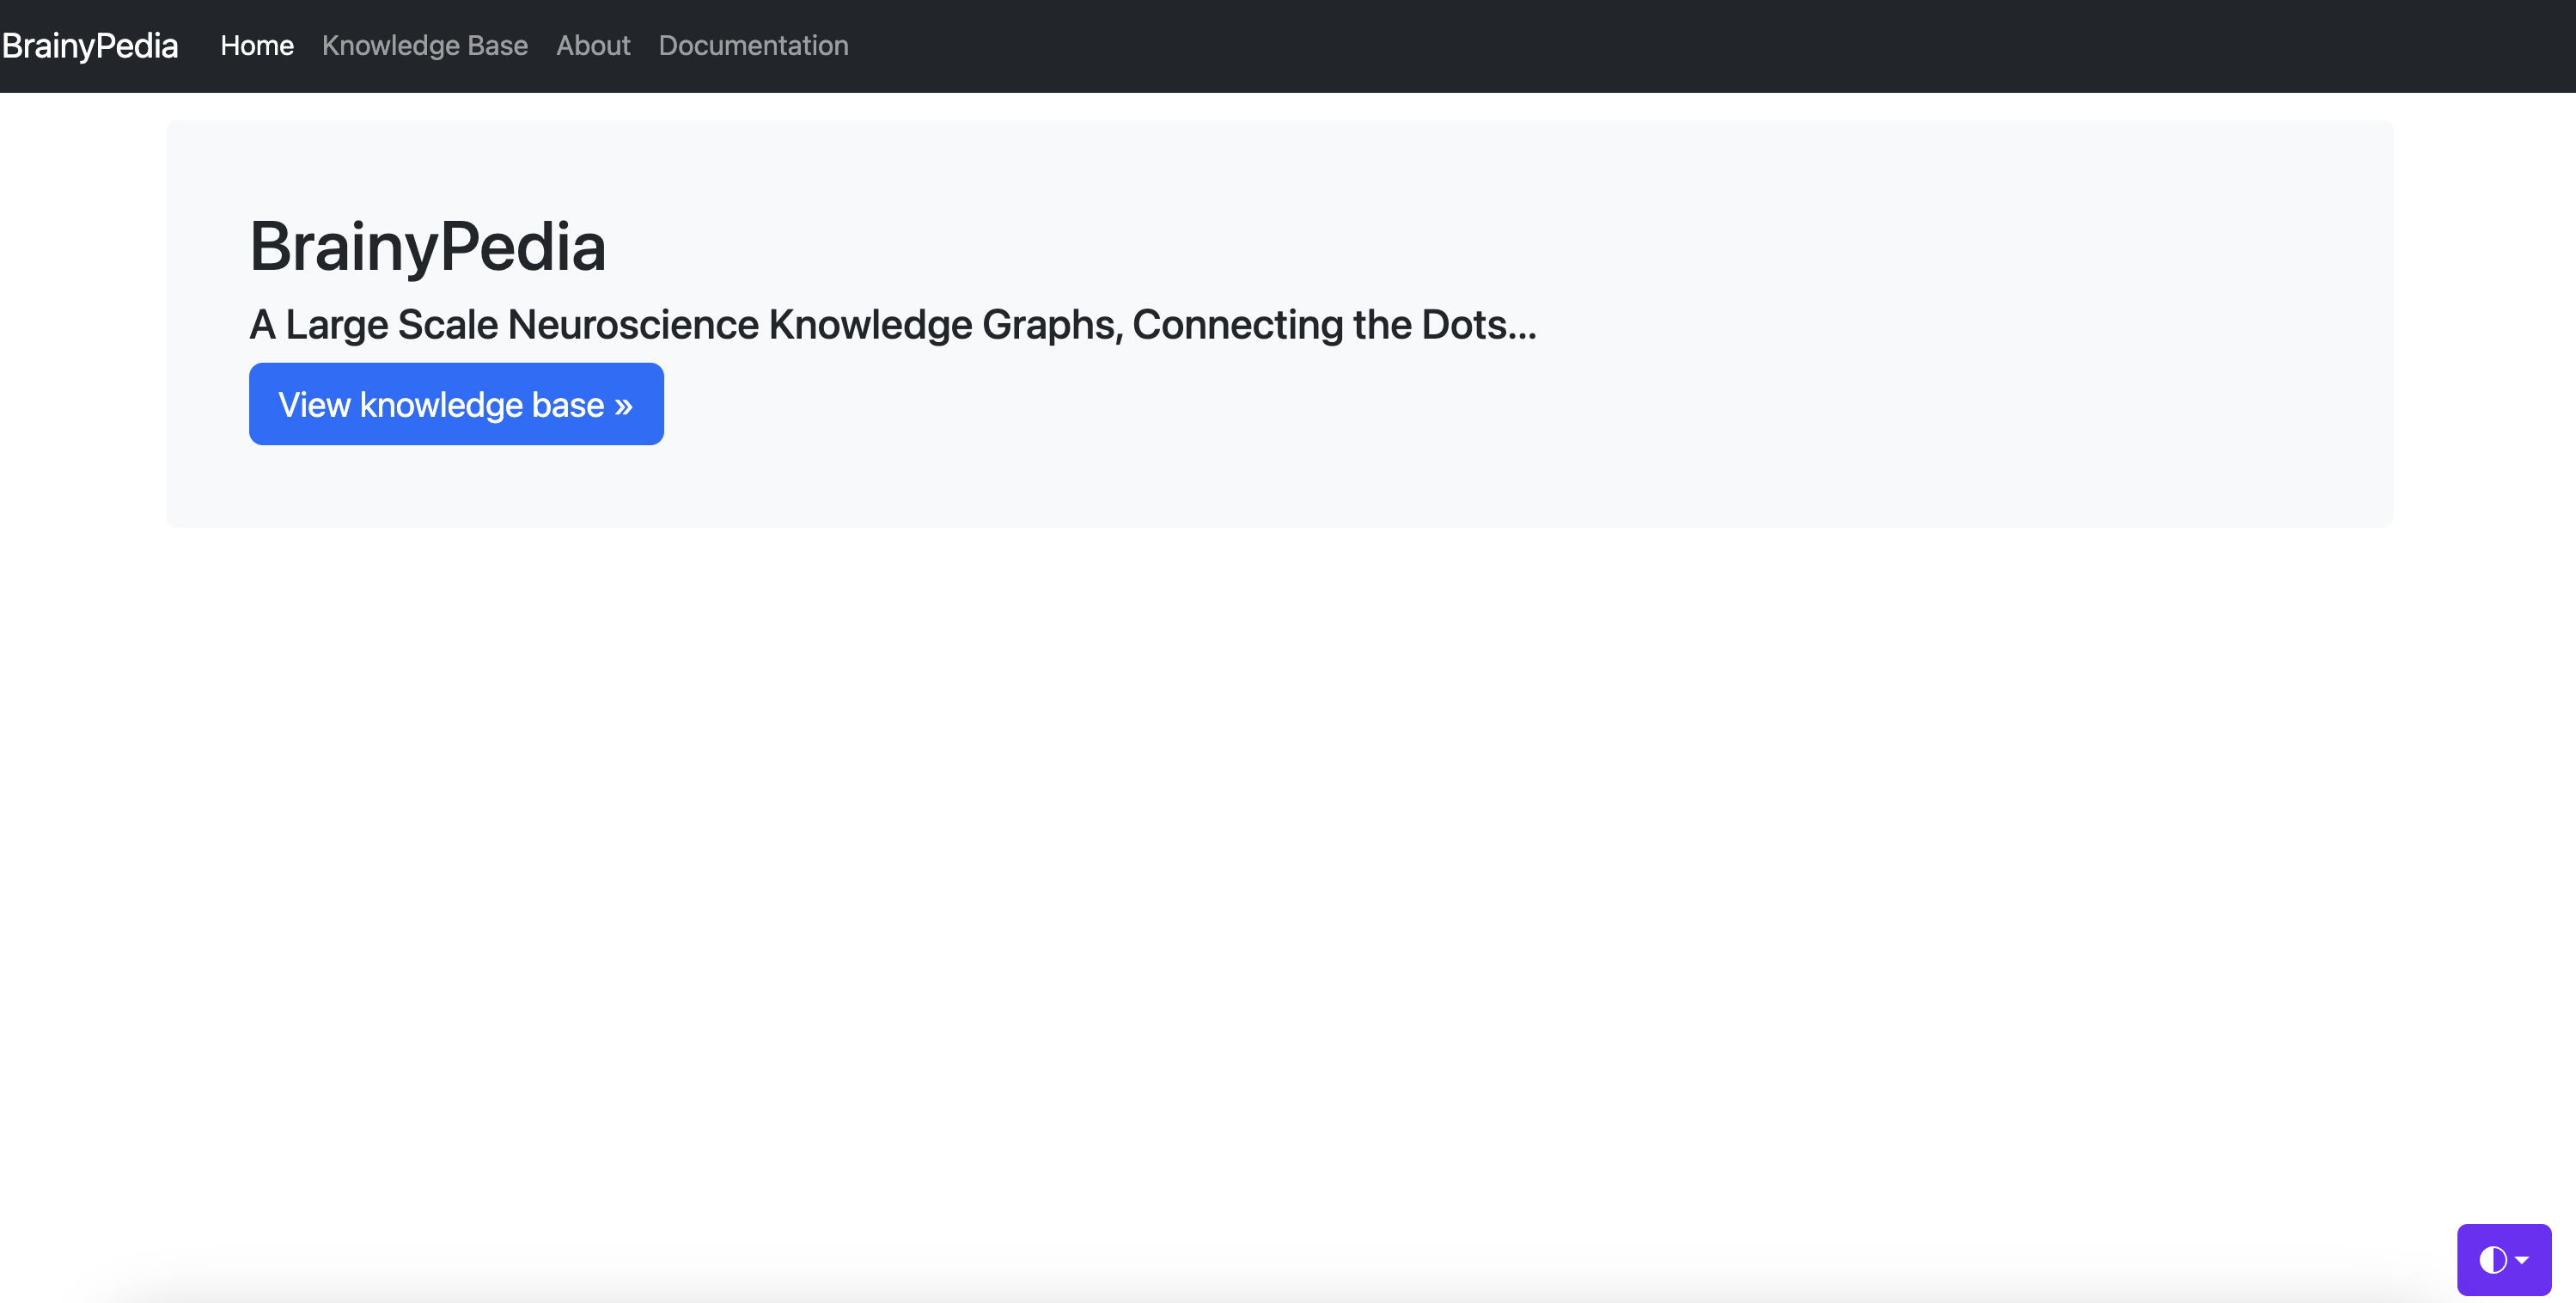 BrainyPedia Home Knowledge Base About Documentation
BrainyPedia
A Large Scale Neuroscience Knowledge Graphs, Connecting the Dots...
View knowledge base »